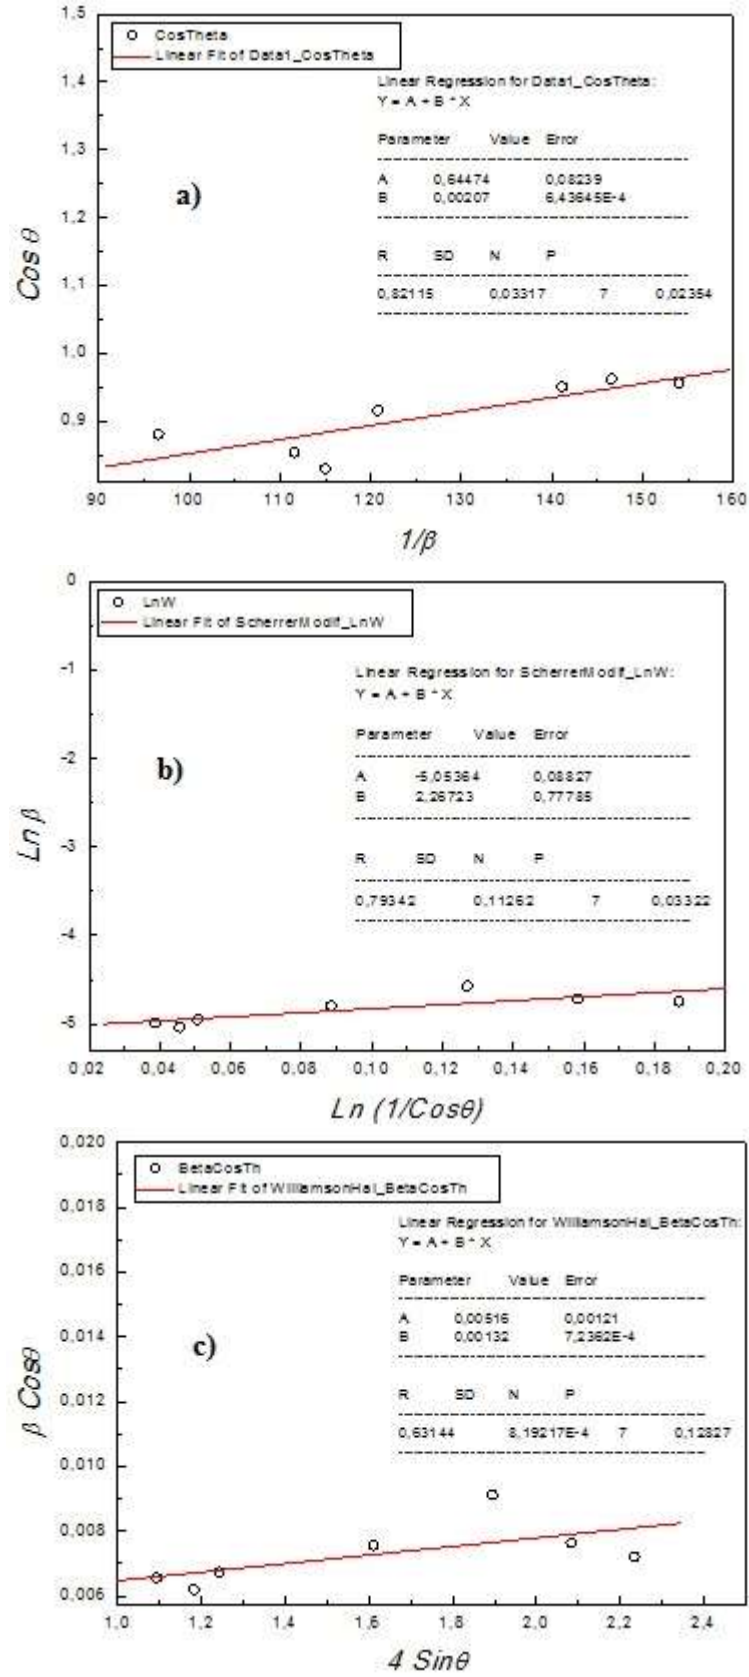 1,5
CosTheta
Linear Fit of Data1_CosTheta
1,4
Linear Regression for Data1_CosTheta:
Y = A + B * X
1,3
Parameter Value Error
a)
A 0,64474 0,08239
B 0,00207 6,43645E-4
1,2
Cos θ
R SD N P
1,1
0,82115 0,03317 7 0,02354
1,0
0,9
90 100 110 120 130 140 150 160
1/β
0
LnW
Linear Fit of ScherrerModif_LnW
-1
Linear Regression for ScherrerModif_LnW:
Y = A + B * X
Parameter Value Error
-2
b)
A -5,05364 0,08827
B 2,26723 0,77785
Ln β
-3
R SD N P
0,79342 0,11262 7 0,03322
-4
-5
0,02 0,04 0,06 0,08 0,10 0,12 0,14 0,16 0,18 0,20
Ln (1/Cosθ)
0,020
BetaCosTh
Linear Fit of WilliamsonHal_BetaCosTh
0,018
Linear Regression for WilliamsonHal_BetaCosTh:
Y = A + B * X
0,016
Parameter Value Error
A 0,00516 0,00121
B 0,00132 7,2362E-4
0,014
c)
β Cosθ
R SD N P
0,012
0,63144 8,19217E-4 7 0,12827
0,010
0,008
0,006
1,0 1,2 1,4 1,6 1,8 2,0 2,2 2,4
4 Sinθ